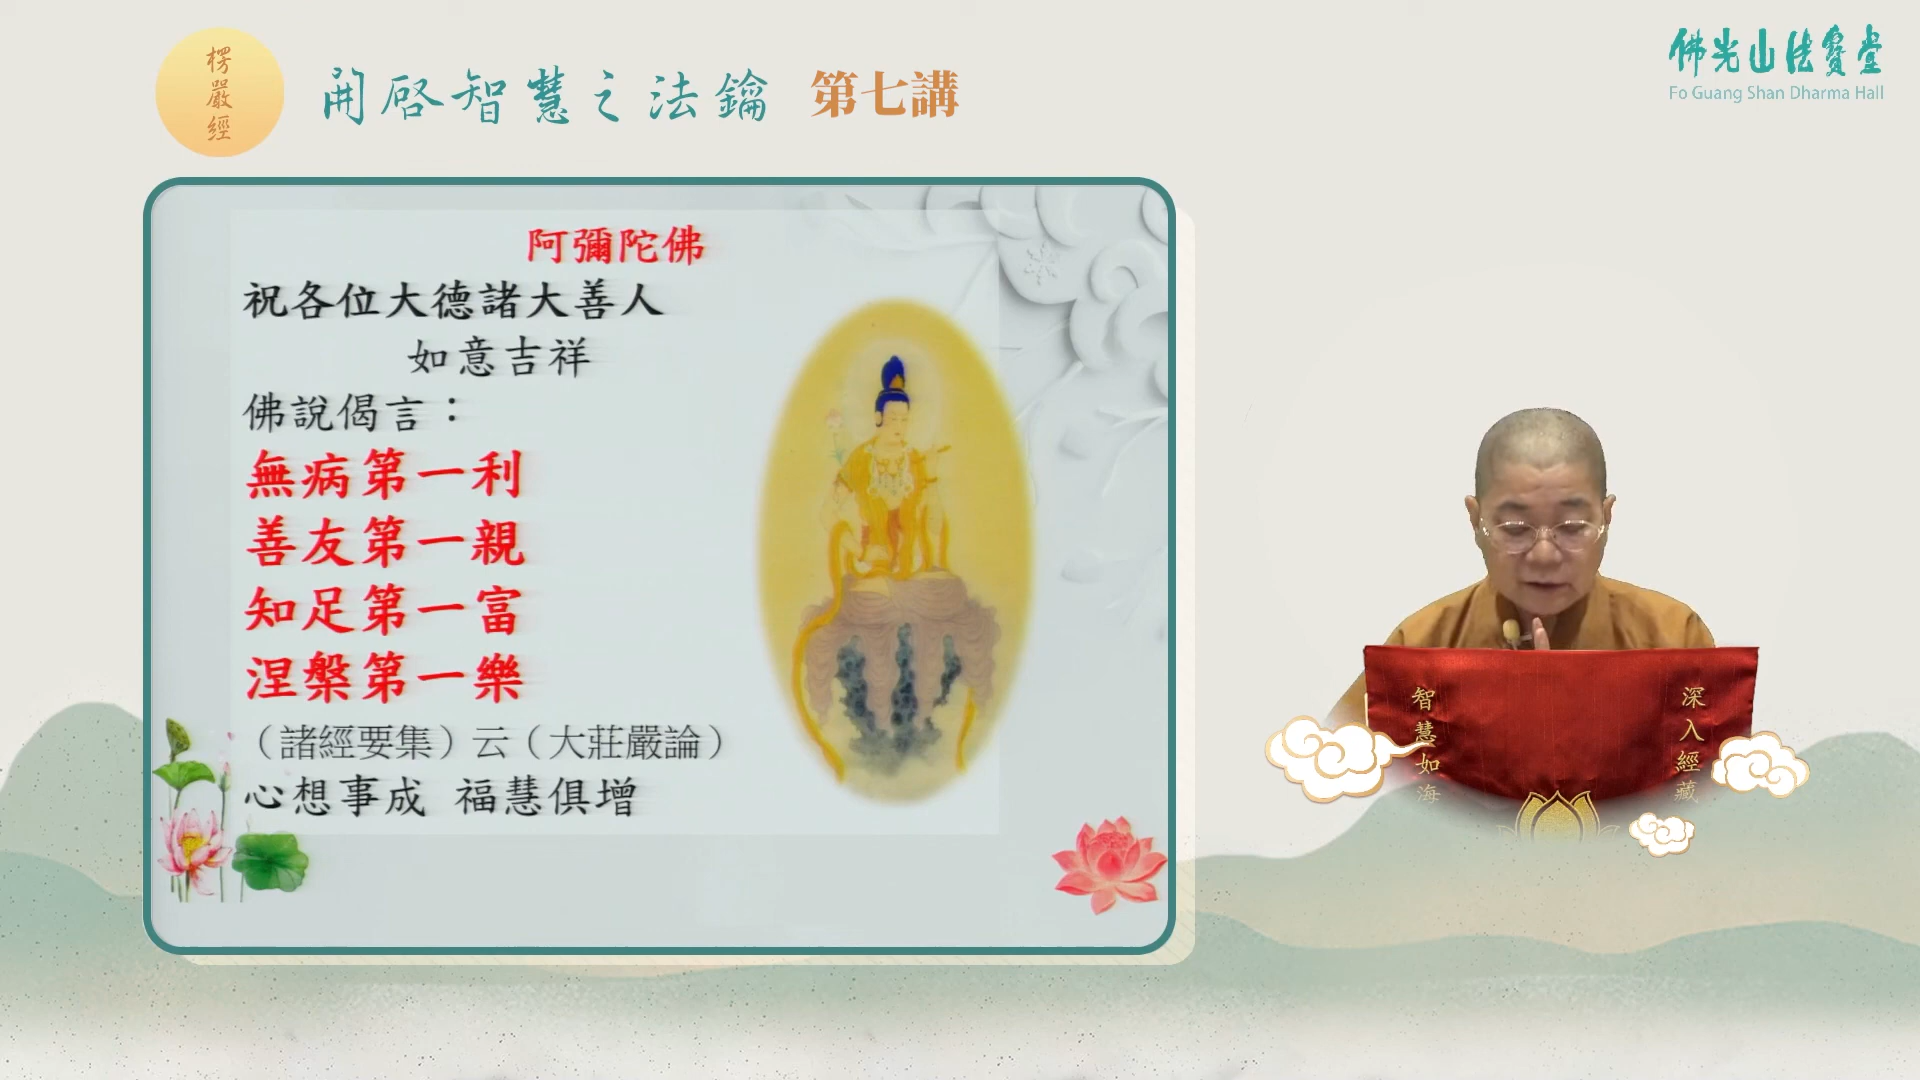 楞嚴經
開啓智慧之法鑰 第七講
佛光山法寶堂
Fo Guang Shan Dharma Hall
阿彌陀佛
祝各位大德諸大善人
如意吉祥
佛說偈言：
無病第一利
善友第一親
知足第一富
涅槃第一樂
（諸經要集）云（大莊嚴論）
心想事成 福慧俱增
深入經藏
智慧如海